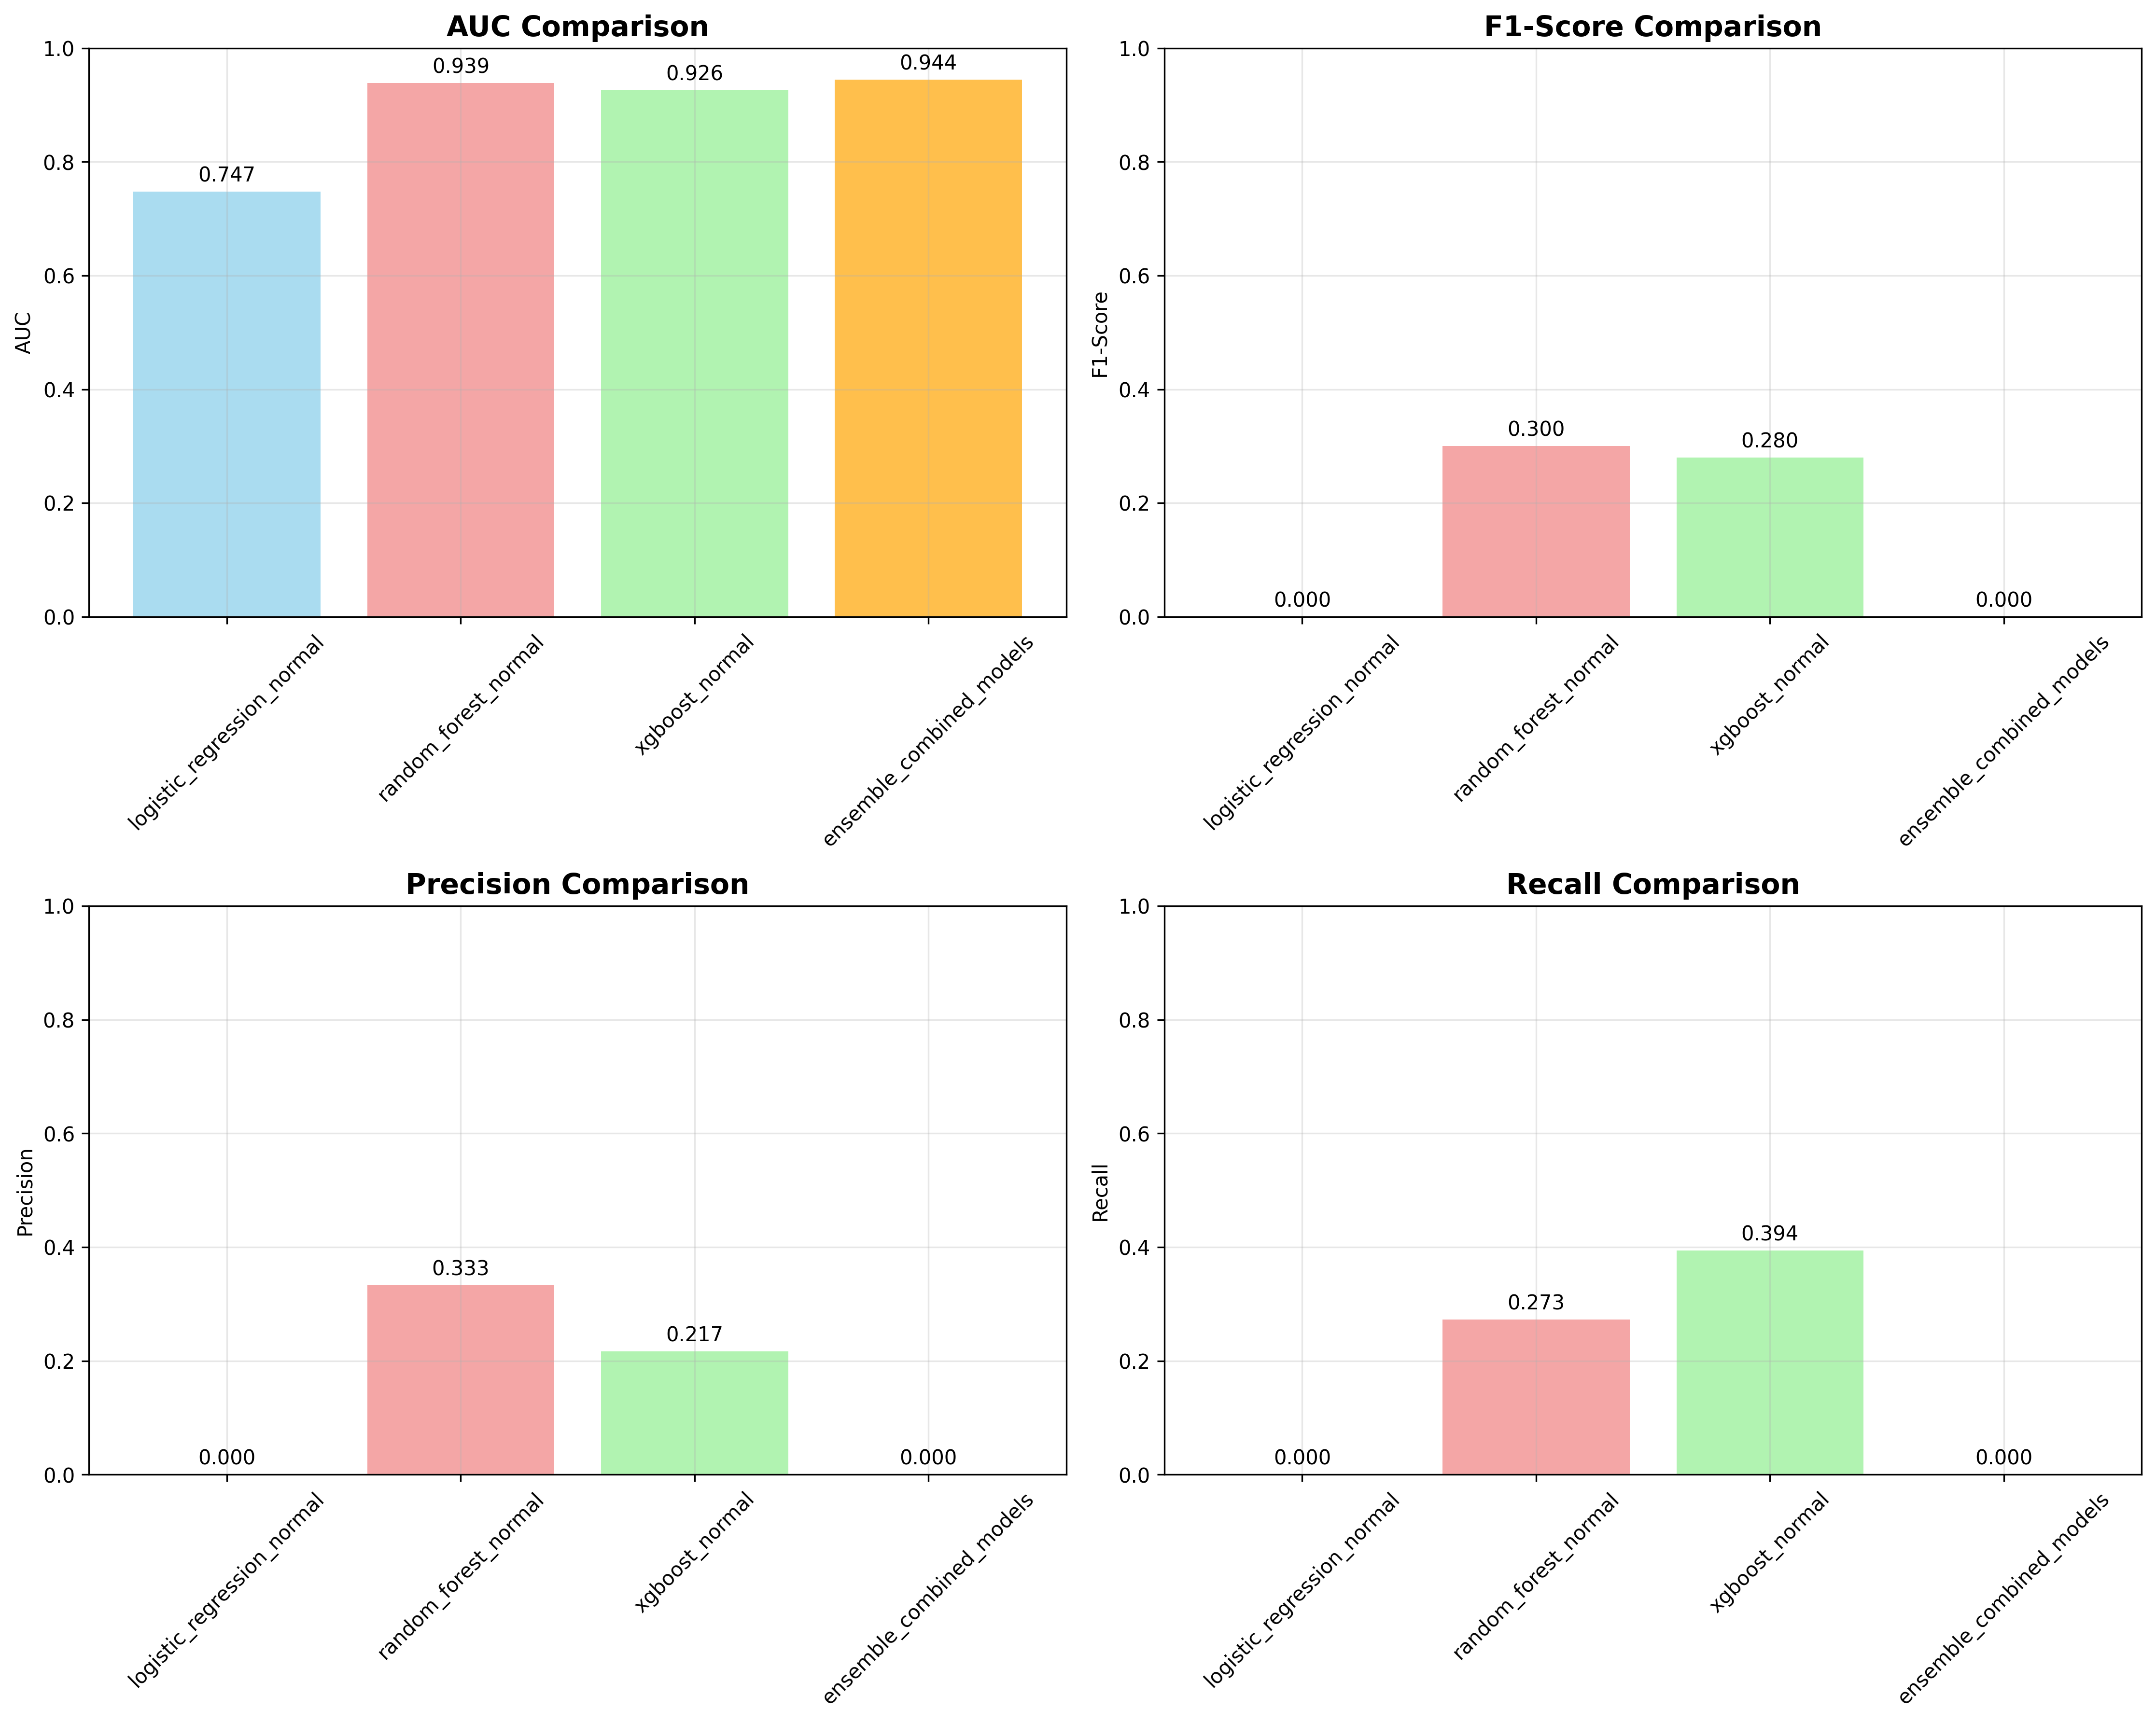 AUC Comparison
1.0
0.8
0.6
0.4
0.2
0.0
AUC
0.747
0.939
0.926
0.944
logistic_regression_normal
random_forest_normal
xgboost_normal
ensemble_combined_models
F1-Score Comparison
1.0
0.8
0.6
0.4
0.2
0.0
F1-Score
0.000
0.300
0.280
0.000
logistic_regression_normal
random_forest_normal
xgboost_normal
ensemble_combined_models
Precision Comparison
1.0
0.8
0.6
0.4
0.2
0.0
Precision
0.000
0.333
0.217
0.000
logistic_regression_normal
random_forest_normal
xgboost_normal
ensemble_combined_models
Recall Comparison
1.0
0.8
0.6
0.4
0.2
0.0
Recall
0.000
0.273
0.394
0.000
logistic_regression_normal
random_forest_normal
xgboost_normal
ensemble_combined_models